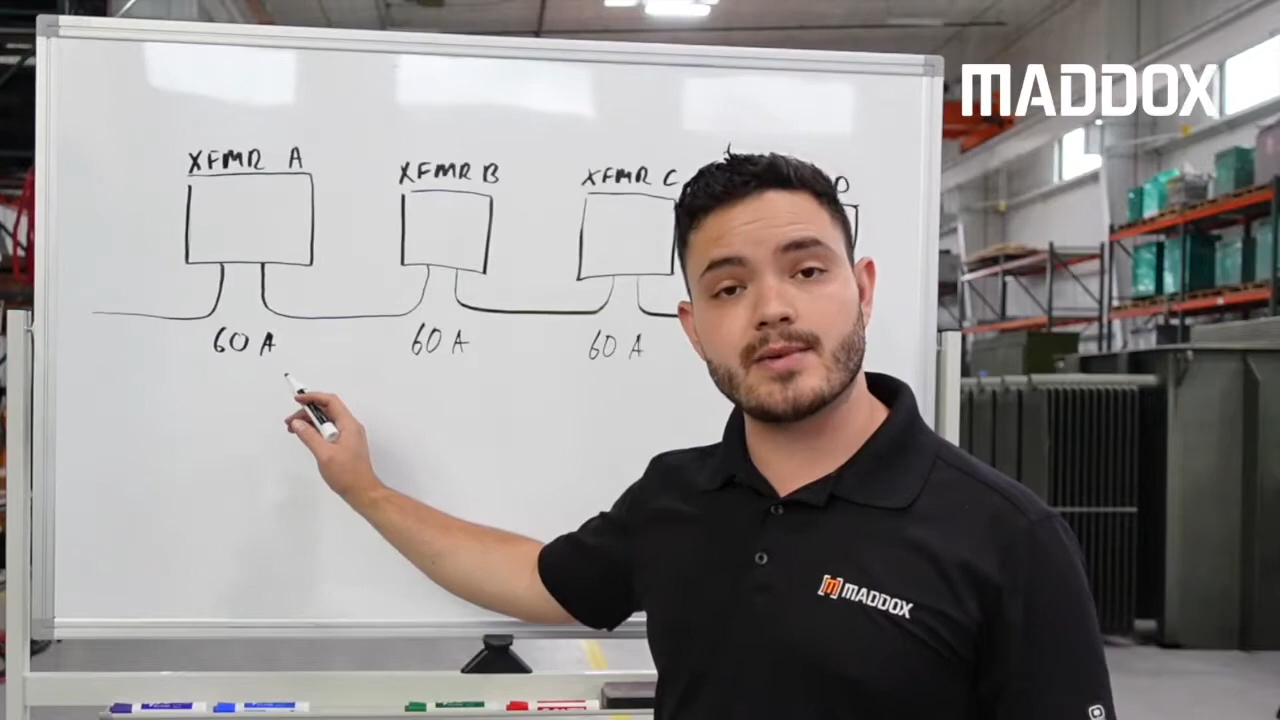 MADDOX
XFMR A
XFMR B
XFMR C
D
60 A
60 A
60 A
[M] MADDOX